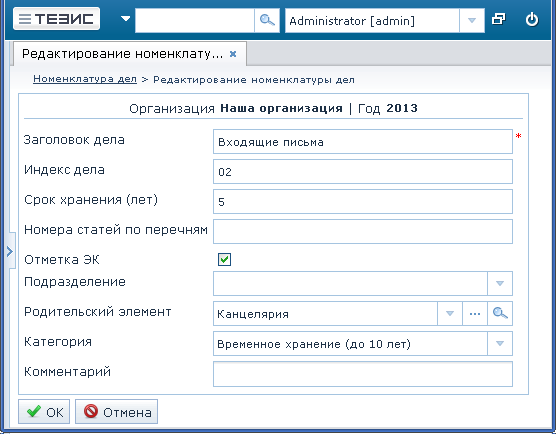 ТЕЗИС
Administrator [admin]
Редактирование номенклату...
Номенклатура дел > Редактирование номенклатуры дел
Организация Наша организация | Год 2013
Заголовок дела Входящие письма *
Индекс дела 02
Срок хранения (лет) 5
Номера статей по перечням
Отметка ЭК
Подразделение
Родительский элемент Канцелярия ...
Категория Временное хранение (до 10 лет)
Комментарий
ОК Отмена